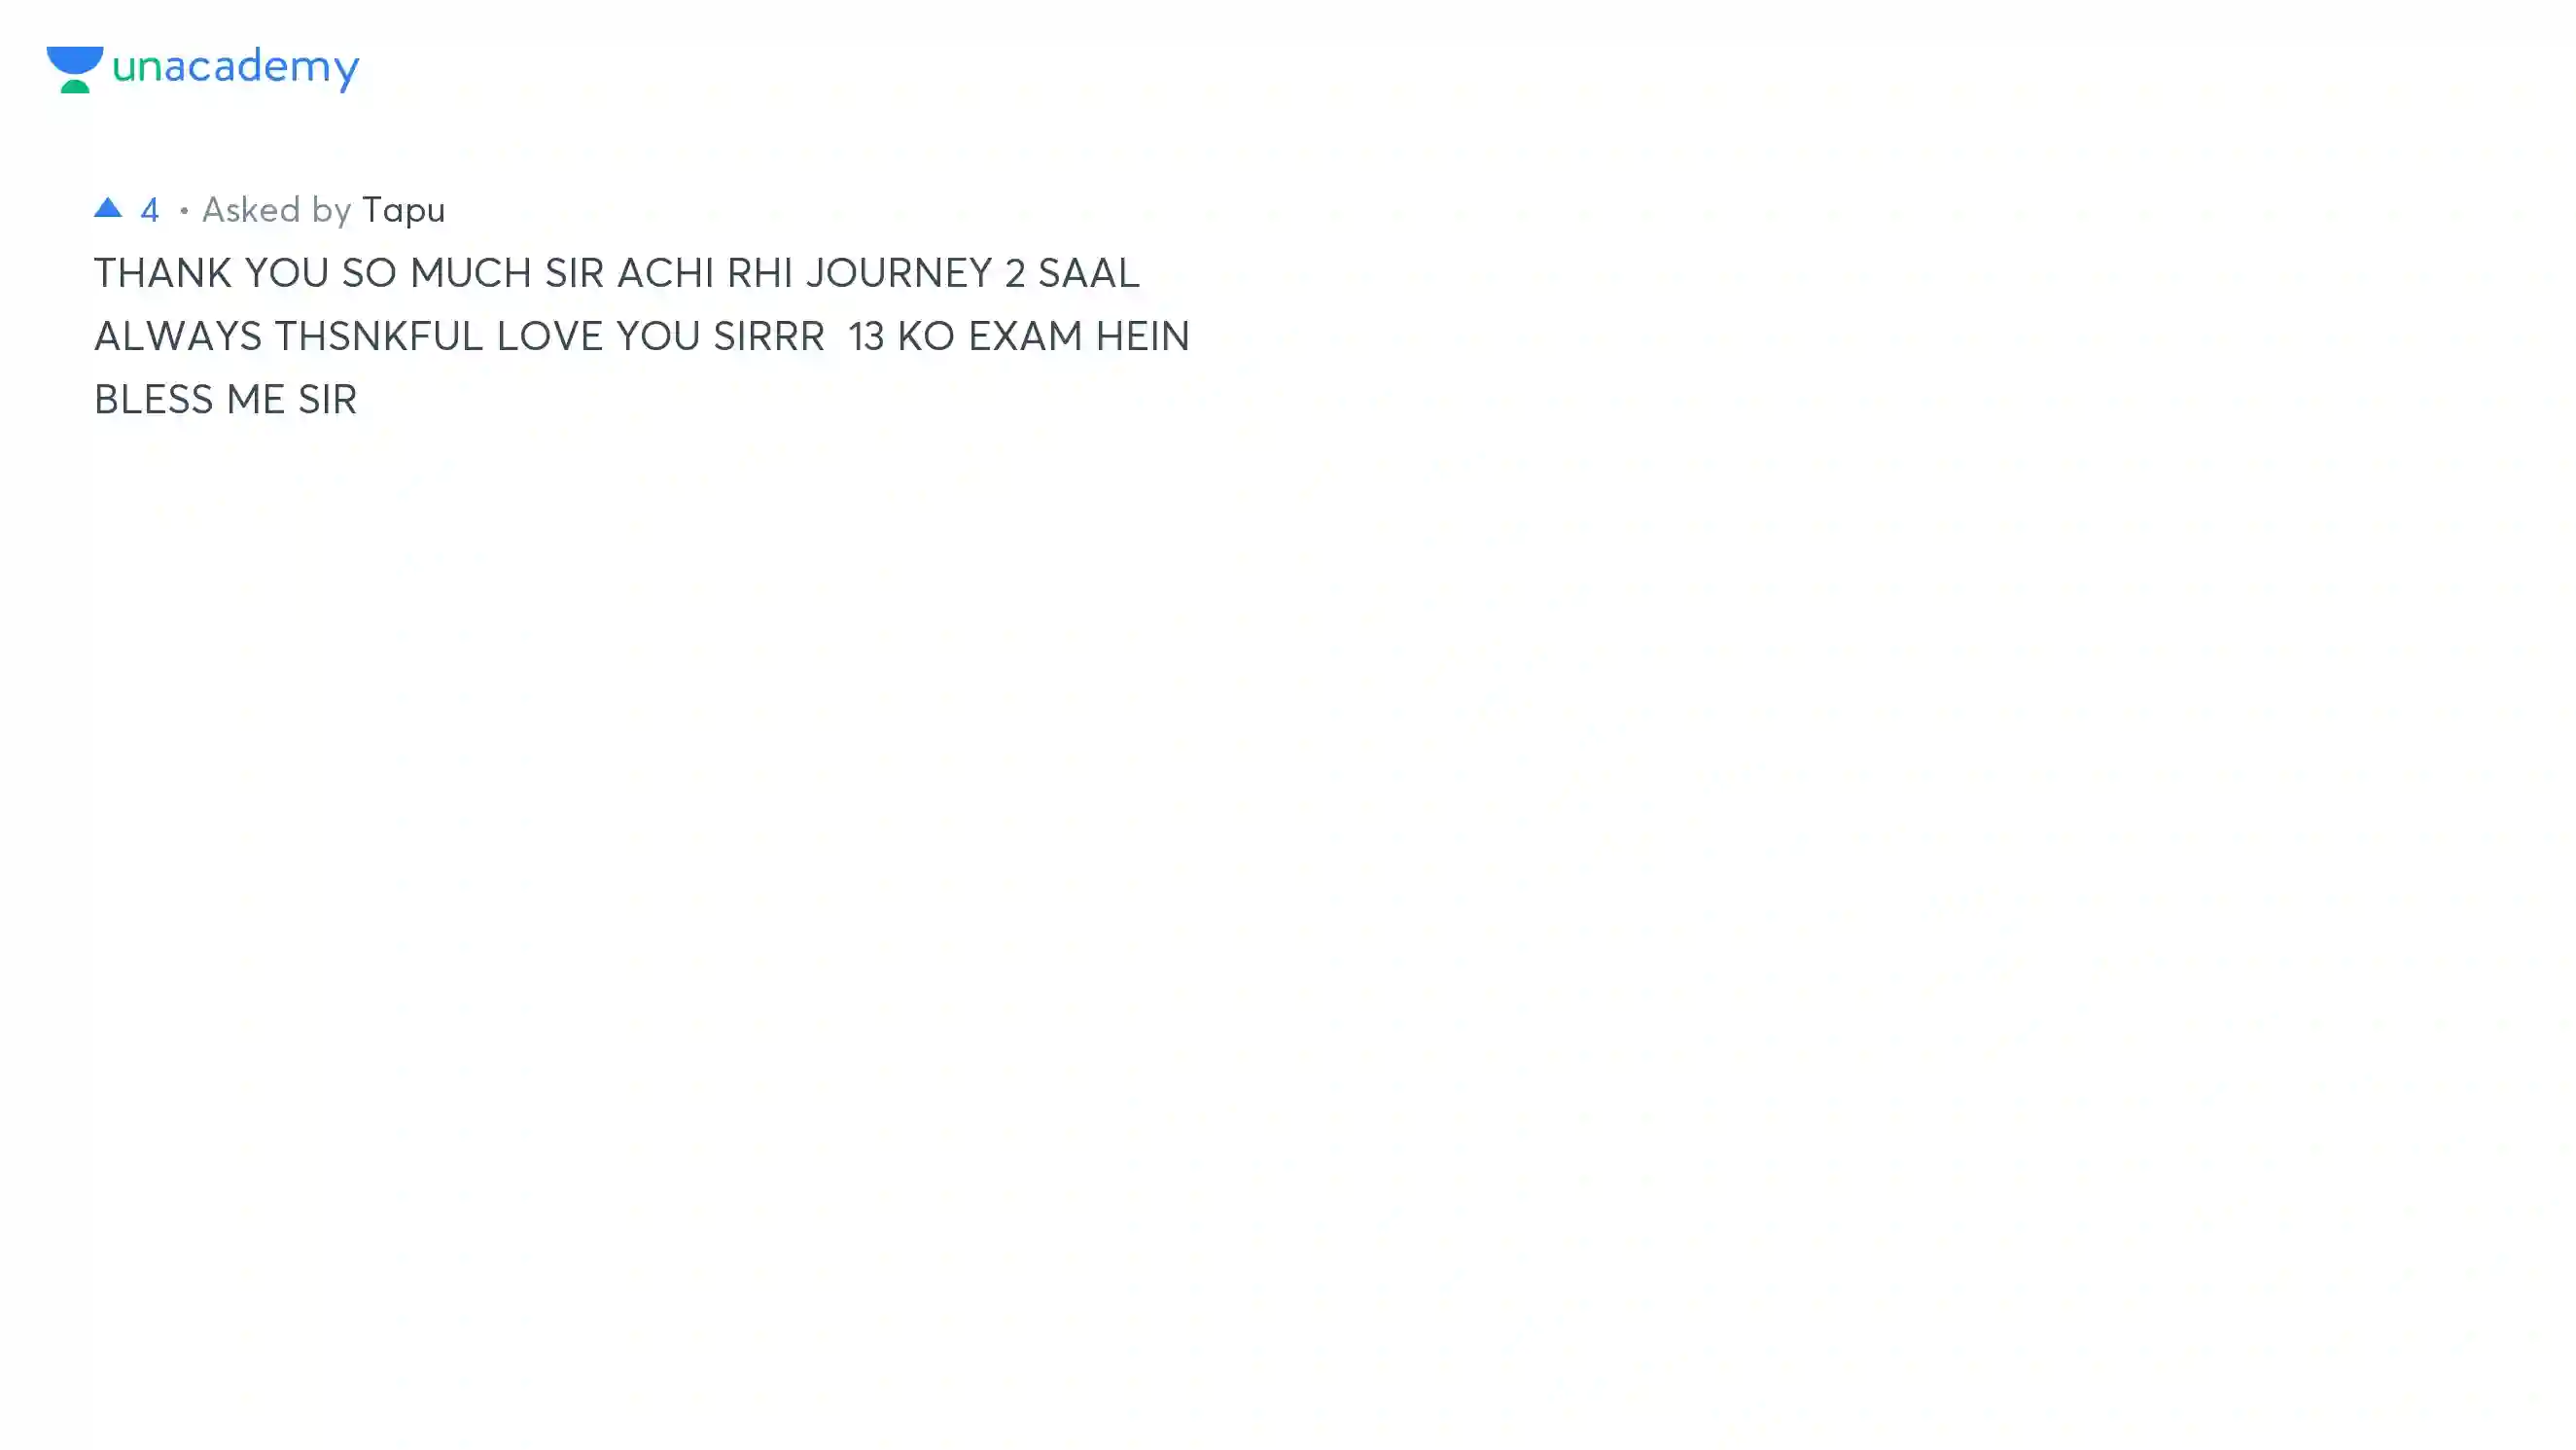 unacademy
4 • Asked by Tapu
THANK YOU SO MUCH SIR ACHI RHI JOURNEY 2 SAAL
ALWAYS THSNKFUL LOVE YOU SIRRR  13 KO EXAM HEIN
BLESS ME SIR